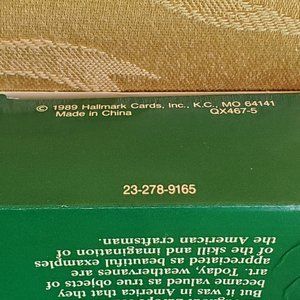 © 1989 Hallmark Cards, Inc., K.C., MO 64141
Made in China QX467-5
23-278-9165
But it was in America that they
became valued as true objects of
art. Today, weathervanes are
appreciated as beautiful examples
of the skill and imagination of
the American craftsman.